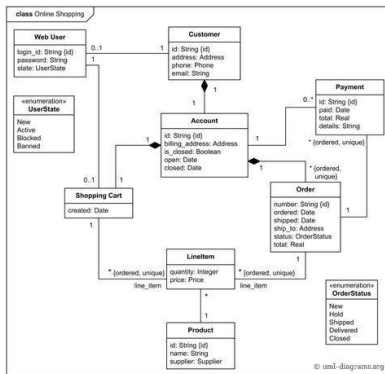 class Online Shopping
Web User
login_id: String {id}
password: String
state: UserState
0..1
1
1
Customer
id: String {id}
address: Address
phone: Phone
email: String
1
Payment
id: String {id}
paid: Date
total: Real
details: String
0..*
1
* {ordered,
unique}
1
«enumeration»
UserState
New
Active
Blocked
Banned
Account
id: String {id}
billing_address: Address
is_closed: Boolean
open: Date
closed: Date
1
1
* {ordered,
unique}
0..1
1
Shopping Cart
created: Date
1
Order
number: String {id}
ordered: Date
shipped: Date
ship_to: Address
status: OrderStatus
total: Real
1
LineItem
quantity: Integer
price: Price
* {ordered, unique}
line_item
* {ordered, unique}
line_item
*
1
Product
id: String {id}
name: String
supplier: Supplier
«enumeration»
OrderStatus
New
Hold
Shipped
Delivered
Closed
© uml-diagrams.org